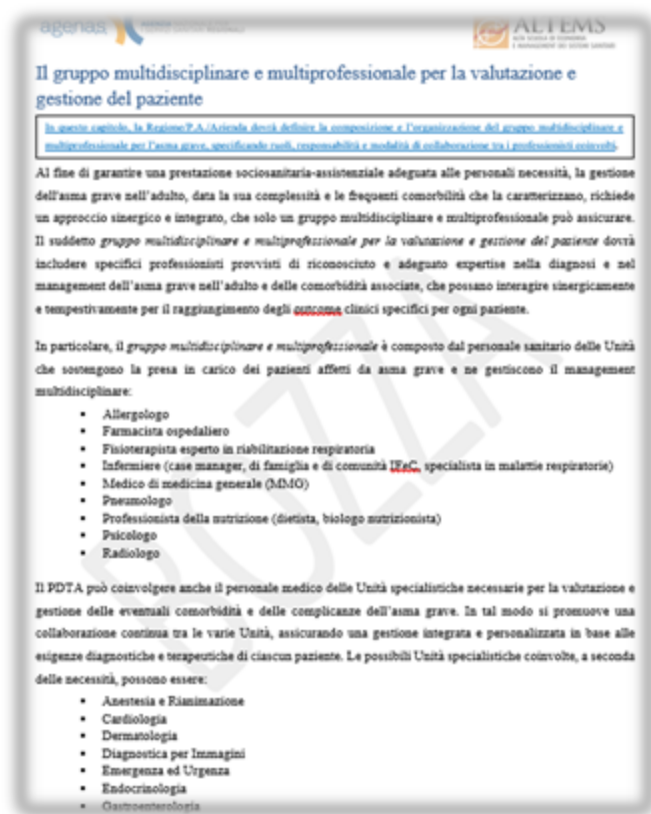 agenas
ALTEMS
ALTA SCUOLA DI ECONOMIA
E MANAGEMENT DEI SISTEMI SANITARI
Il gruppo multidisciplinare e multiprofessionale per la valutazione e
gestione del paziente
In questo capitolo, la Regione/P.A./Azienda dovrà definire la composizione e l'organizzazione del gruppo multidisciplinare e
multiprofessionale per l'asma grave, specificando ruoli, responsabilità e modalità di collaborazione tra i professionisti coinvolti.
Al fine di garantire una prestazione sociosanitaria-assistenziale adeguata alle personali necessità, la gestione
dell'asma grave nell'adulto, data la sua complessità e le frequenti comorbilità che la caratterizzano, richiede
un approccio sinergico e integrato, che solo un gruppo multidisciplinare e multiprofessionale può assicurare.
Il suddetto gruppo multidisciplinare e multiprofessionale per la valutazione e gestione del paziente dovrà
includere specifici professionisti provvisti di riconosciuto e adeguato expertise nella diagnosi e nel
management dell'asma grave nell'adulto e delle comorbidità associate, che possano interagire sinergicamente
e tempestivamente per il raggiungimento degli outcome clinici specifici per ogni paziente.
In particolare, il gruppo multidisciplinare e multiprofessionale è composto dal personale sanitario delle Unità
che sostengono la presa in carico dei pazienti affetti da asma grave e ne gestiscono il management
multidisciplinare:
▪ Allergologo
▪ Farmacista ospedaliero
▪ Fisioterapista esperto in riabilitazione respiratoria
▪ Infermiere (case manager, di famiglia e di comunità IFeC, specialista in malattie respiratorie)
▪ Medico di medicina generale (MMG)
▪ Pneumologo
▪ Professionista della nutrizione (dietista, biologo nutrizionista)
▪ Psicologo
▪ Radiologo
Il PDTA può coinvolgere anche il personale medico delle Unità specialistiche necessarie per la valutazione e
gestione delle eventuali comorbidità e delle complicanze dell'asma grave. In tal modo si promuove una
collaborazione continua tra le varie Unità, assicurando una gestione integrata e personalizzata in base alle
esigenze diagnostiche e terapeutiche di ciascun paziente. Le possibili Unità specialistiche coinvolte, a seconda
delle necessità, possono essere:
▪ Anestesia e Rianimazione
▪ Cardiologia
▪ Dermatologia
▪ Diagnostica per Immagini
▪ Emergenza ed Urgenza
▪ Endocrinologia
▪ Gastroenterologia
BOZZA